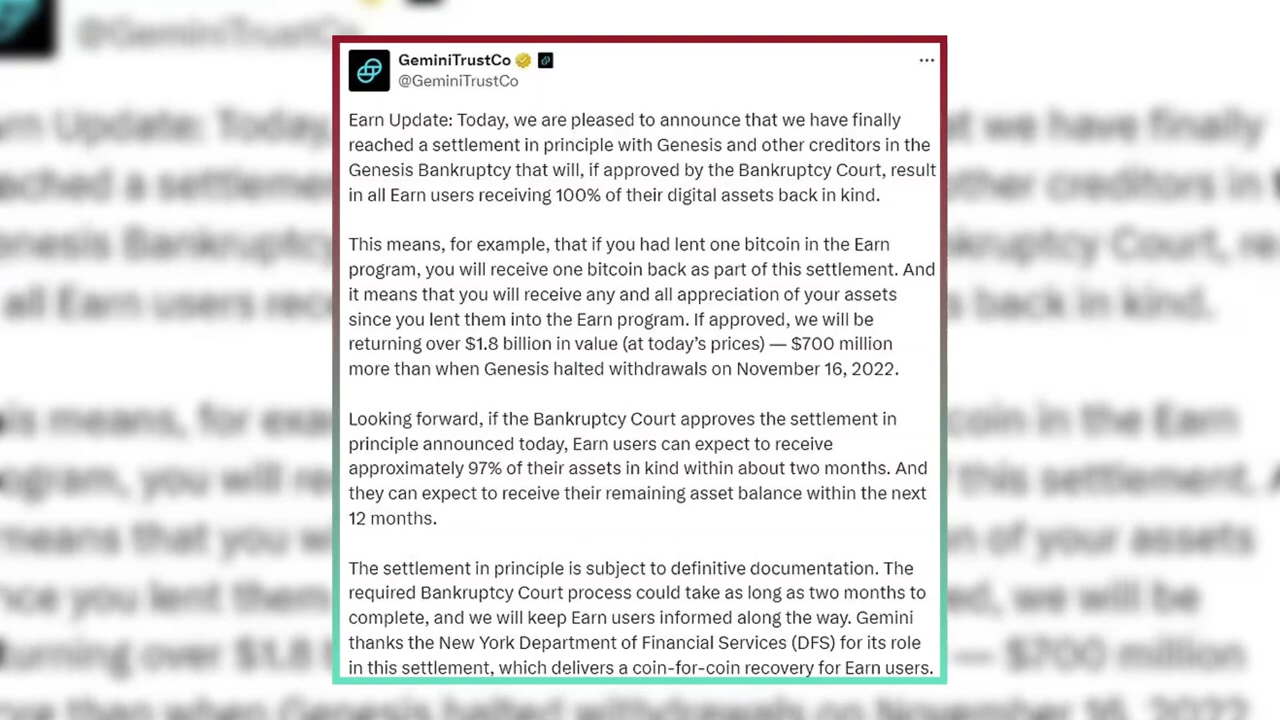 GeminiTrustCo
@GeminiTrustCo
Earn Update: Today, we are pleased to announce that we have finally
reached a settlement in principle with Genesis and other creditors in the
Genesis Bankruptcy that will, if approved by the Bankruptcy Court, result
in all Earn users receiving 100% of their digital assets back in kind.
This means, for example, that if you had lent one bitcoin in the Earn
program, you will receive one bitcoin back as part of this settlement. And
it means that you will receive any and all appreciation of your assets
since you lent them into the Earn program. If approved, we will be
returning over $1.8 billion in value (at today’s prices) — $700 million
more than when Genesis halted withdrawals on November 16, 2022.
Looking forward, if the Bankruptcy Court approves the settlement in
principle announced today, Earn users can expect to receive
approximately 97% of their assets in kind within about two months. And
they can expect to receive their remaining asset balance within the next
12 months.
The settlement in principle is subject to definitive documentation. The
required Bankruptcy Court process could take as long as two months to
complete, and we will keep Earn users informed along the way. Gemini
thanks the New York Department of Financial Services (DFS) for its role
in this settlement, which delivers a coin-for-coin recovery for Earn users.